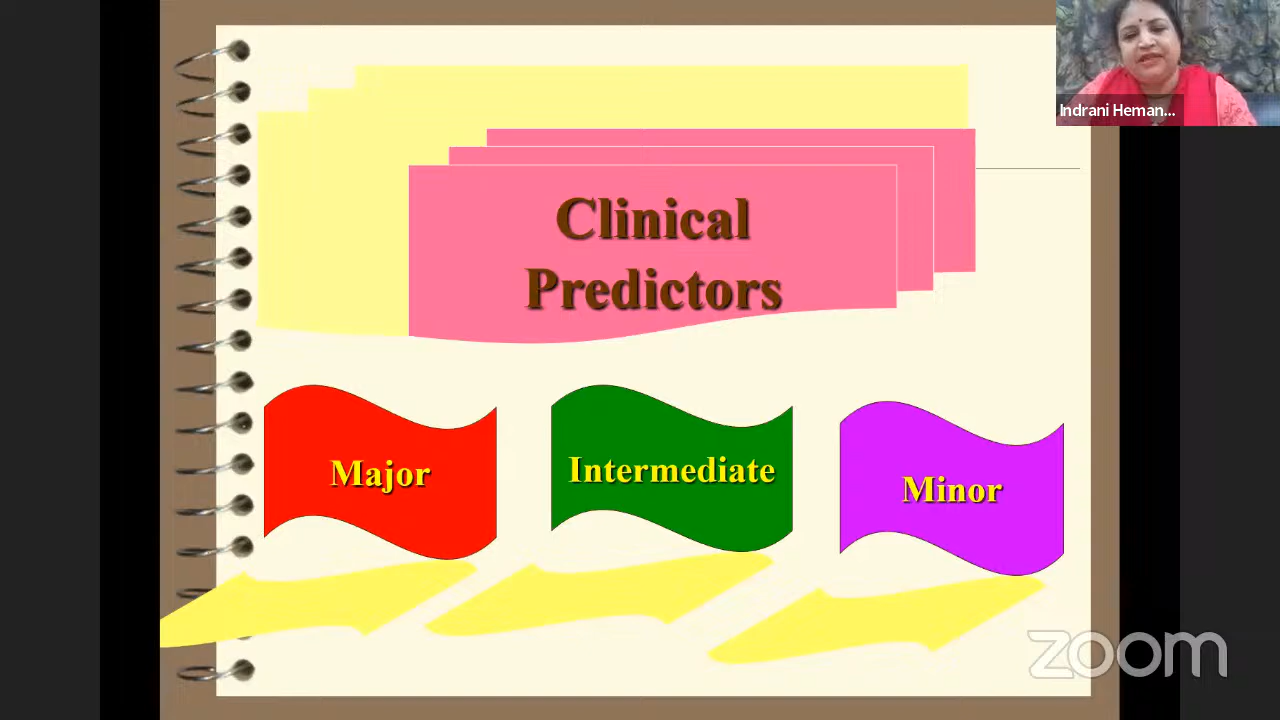 Indrani Heman...
Clinical
Predictors
Major
Intermediate
Minor
zoom